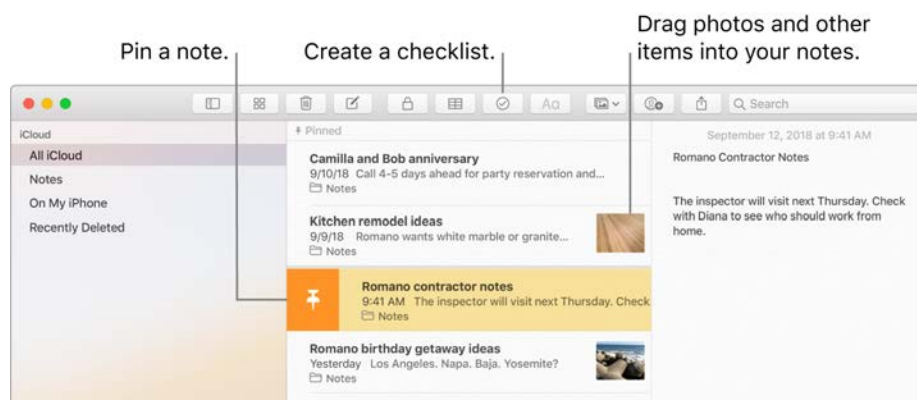 Pin a note.
Create a checklist.
Drag photos and other
items into your notes.
Aa
Search
iCloud
All iCloud
Notes
On My iPhone
Recently Deleted
Pinned
Camilla and Bob anniversary
9/10/18 Call 4-5 days ahead for party reservation and...
Notes
Kitchen remodel ideas
9/9/18 Romano wants white marble or granite...
Notes
Romano contractor notes
9:41 AM The inspector will visit next Thursday. Check
Notes
Romano birthday getaway ideas
Yesterday Los Angeles. Napa. Baja. Yosemite?
Notes
September 12, 2018 at 9:41 AM
Romano Contractor Notes
The inspector will visit next Thursday. Check
with Diana to see who should work from
home.